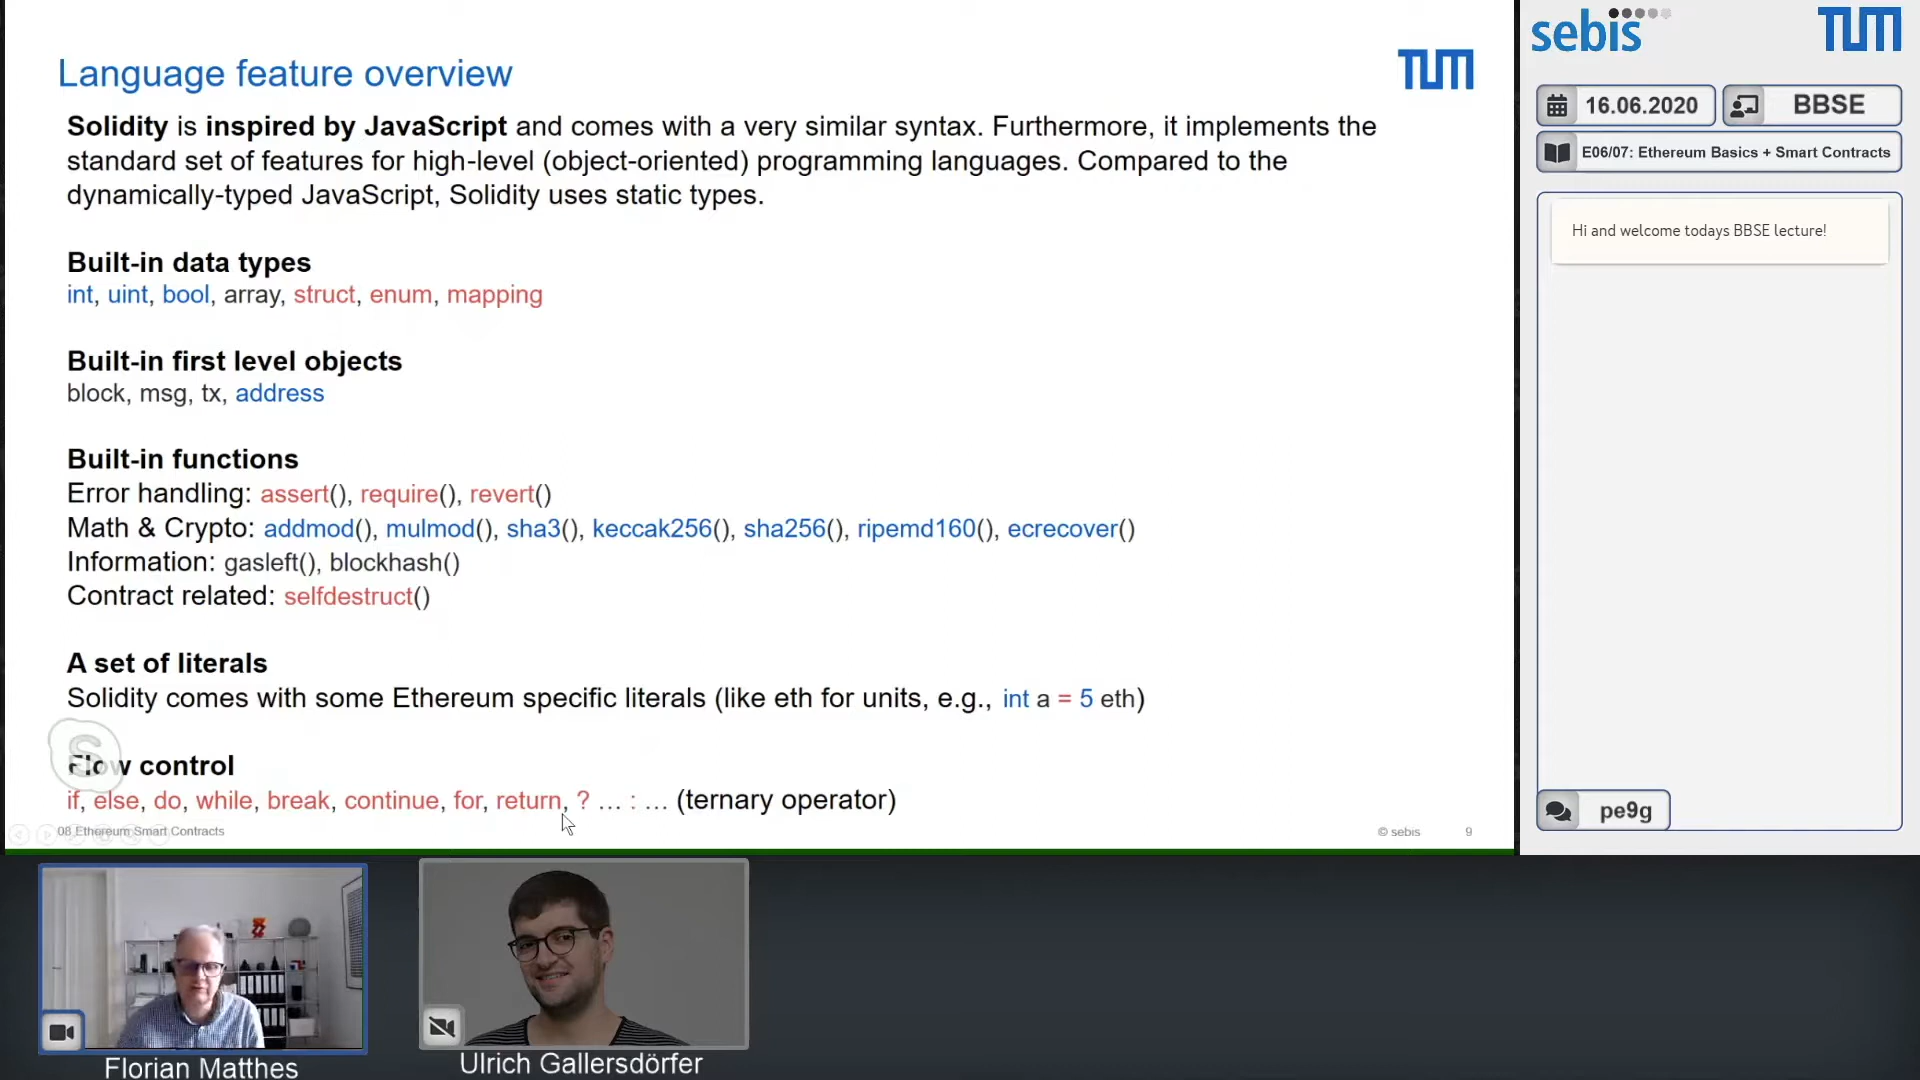 Language feature overview
TUM
Solidity is inspired by JavaScript and comes with a very similar syntax. Furthermore, it implements the
standard set of features for high-level (object-oriented) programming languages. Compared to the
dynamically-typed JavaScript, Solidity uses static types.
Built-in data types
int, uint, bool, array, struct, enum, mapping
Built-in first level objects
block, msg, tx, address
Built-in functions
Error handling: assert(), require(), revert()
Math & Crypto: addmod(), mulmod(), sha3(), keccak256(), sha256(), ripemd160(), ecrecover()
Information: gasleft(), blockhash()
Contract related: selfdestruct()
A set of literals
Solidity comes with some Ethereum specific literals (like eth for units, e.g., int a = 5 eth)
Flow control
if, else, do, while, break, continue, for, return, ? … : … (ternary operator)
08 Ethereum Smart Contracts
© sebis
9
S
sebis
TUM
16.06.2020
BBSE
E06/07: Ethereum Basics + Smart Contracts
Hi and welcome todays BBSE lecture!
pe9g
Florian Matthes
Ulrich Gallersdörfer